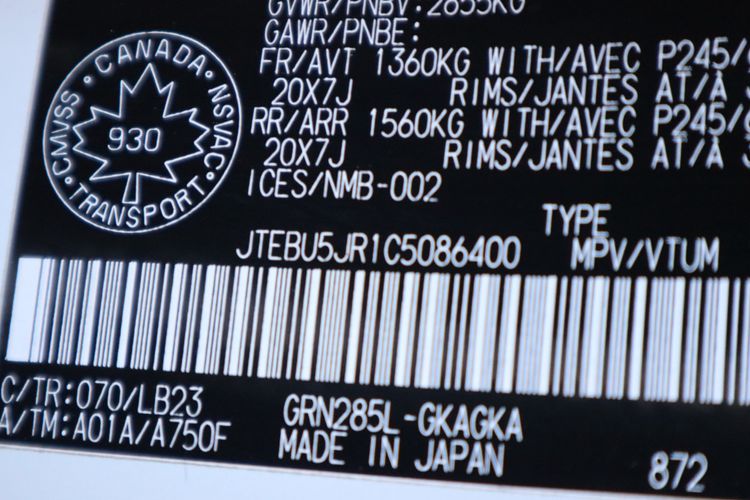 GVWR/PNBV:2855KG
GAWR/PNBE:
FR/AVT 1360KG WITH/AVEC P245/
20X7J RIMS/JANTES AT/À
RR/ARR 1560KG WITH/AVEC P245/
20X7J RIMS/JANTES AT/À
ICES/NMB-002
CANADA
NSVAC
TRANSPORT
CMVSS
930
TYPE
JTEBU5JR1C5086400 MPV/VTUM
C/TR:070/LB23
A/TM:A01A/A750F
GRN285L-GKAGKA
MADE IN JAPAN
872